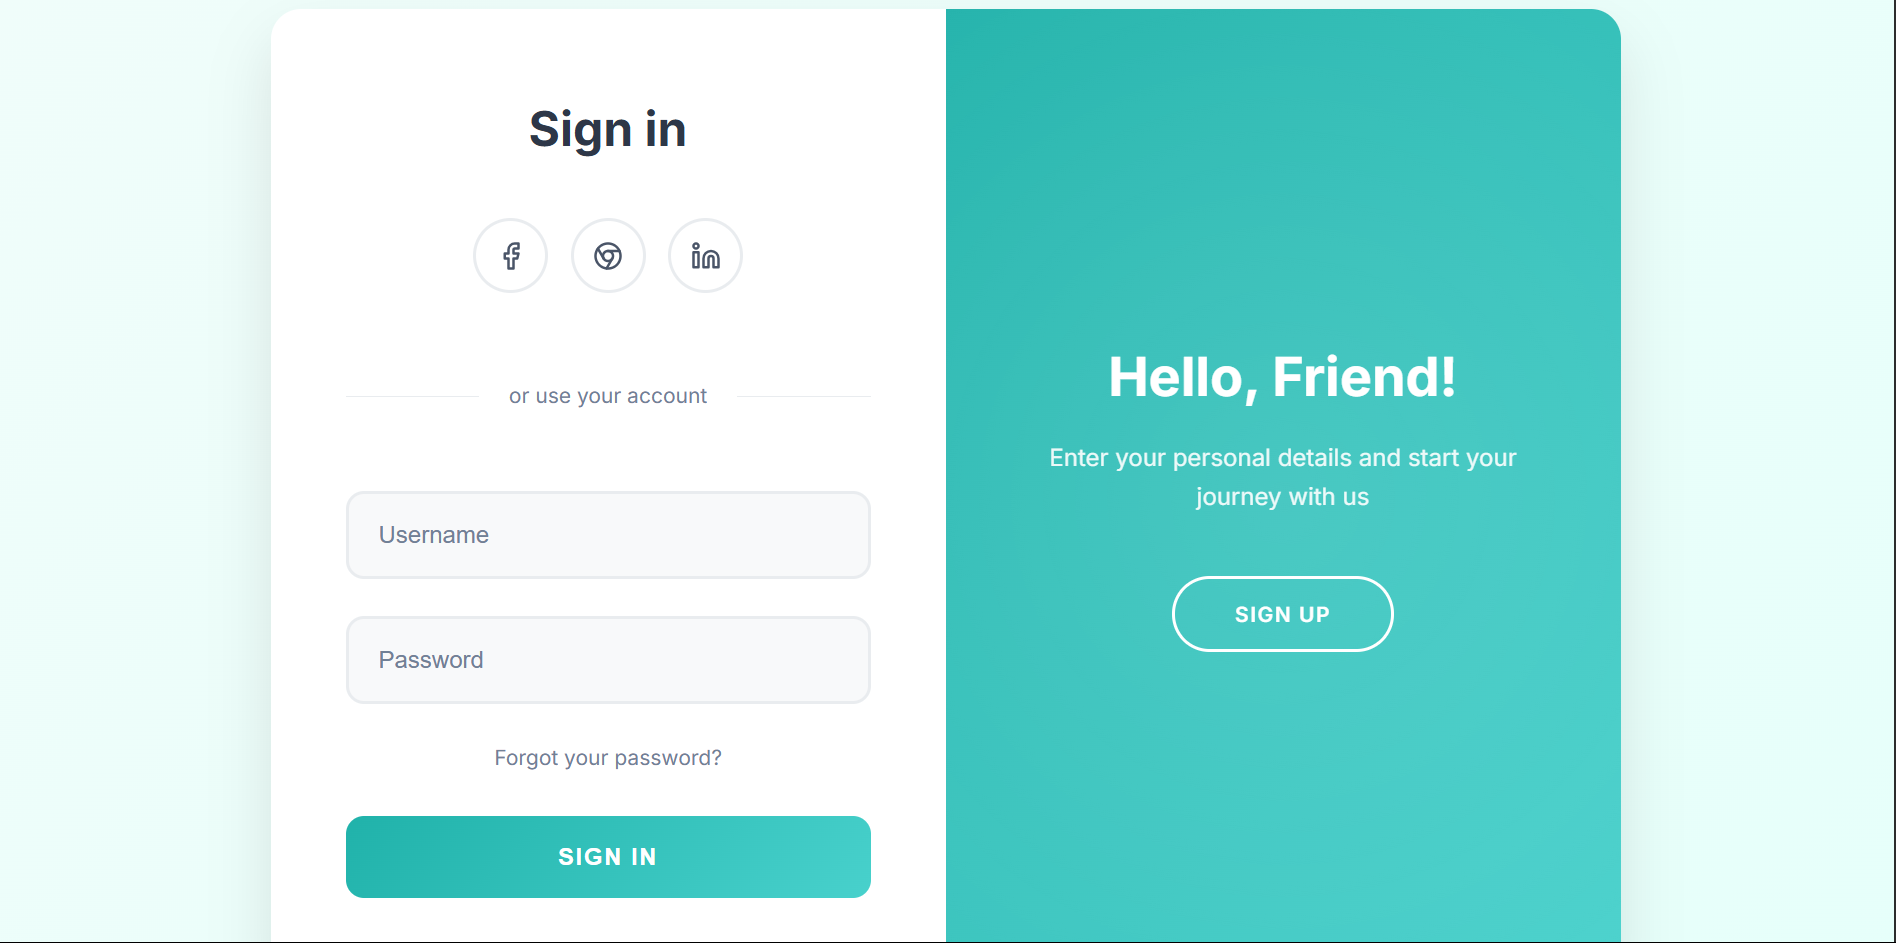 Sign in
or use your account
Username
Password
Forgot your password?
SIGN IN
Hello, Friend!
Enter your personal details and start your
journey with us
SIGN UP